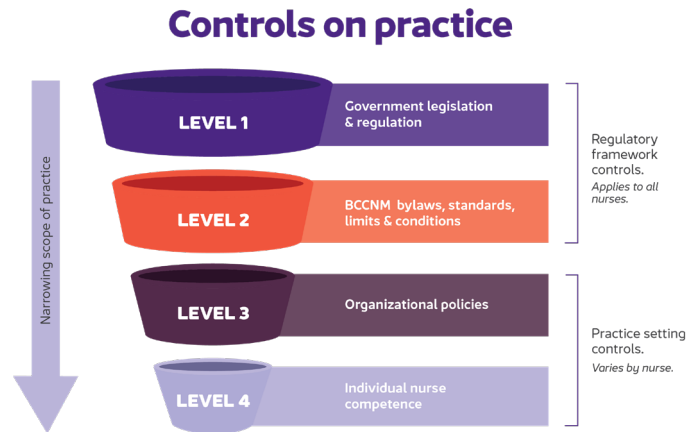 Controls on practice
Narrowing scope of practice
LEVEL 1
Government legislation
& regulation
LEVEL 2
BCCNM bylaws, standards,
limits & conditions
Regulatory
framework
controls.
Applies to all
nurses.
LEVEL 3
Organizational policies
LEVEL 4
Individual nurse
competence
Practice setting
controls.
Varies by nurse.